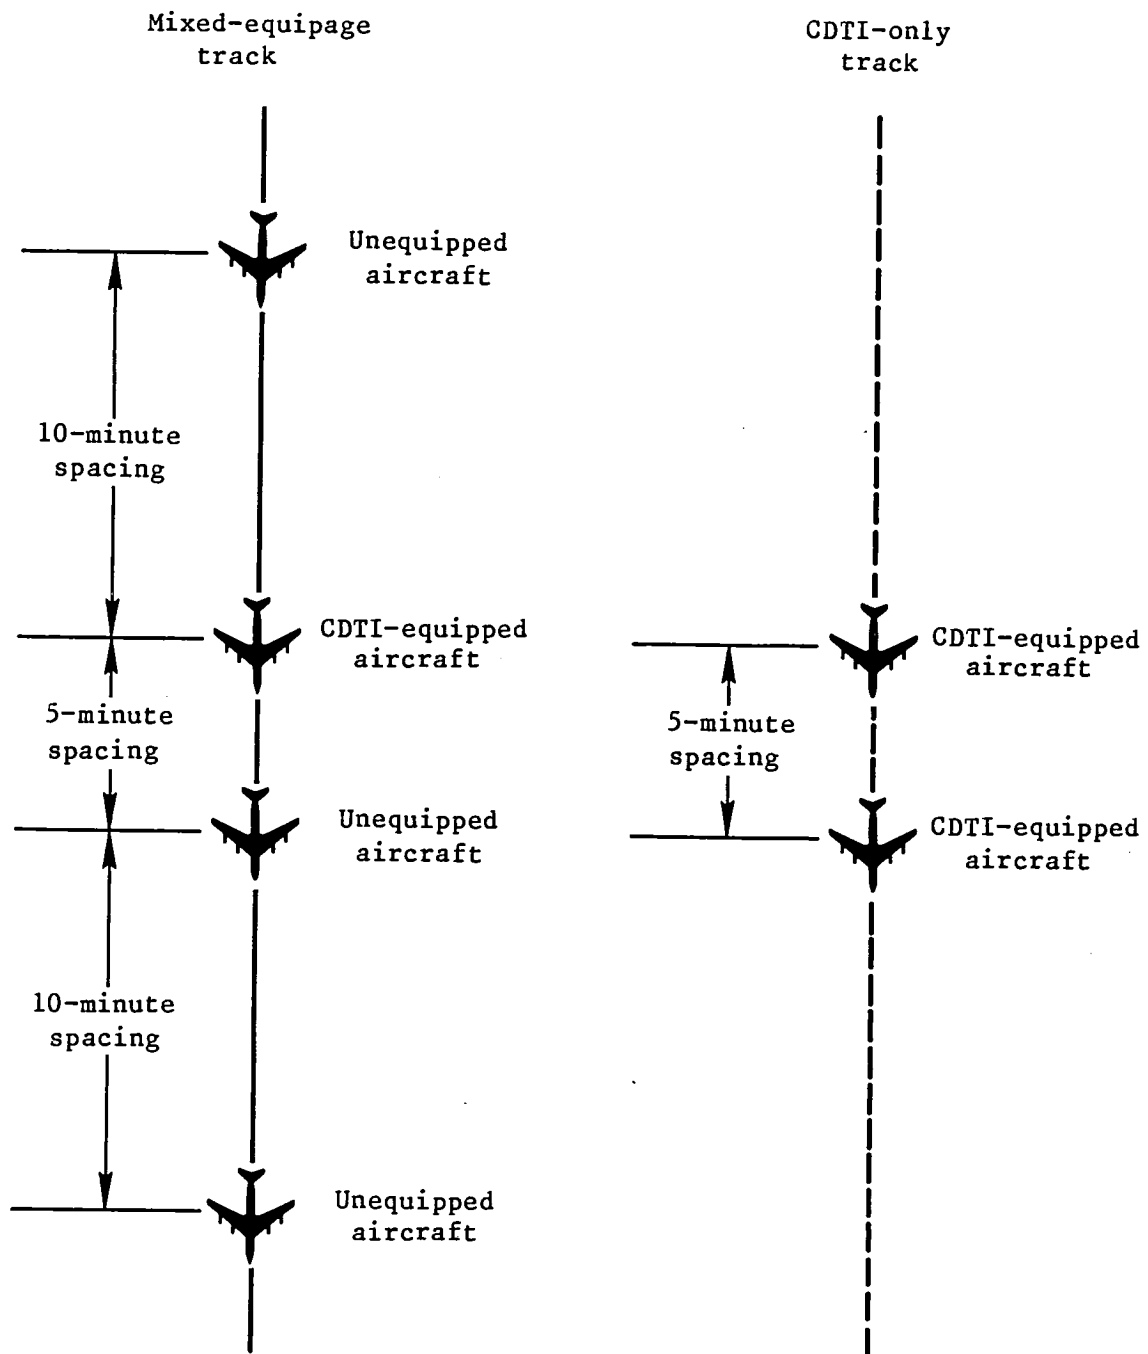 Mixed-equipage
track
CDTI-only
track
Unequipped
aircraft
10-minute
spacing
CDTI-equipped
aircraft
CDTI-equipped
aircraft
5-minute
spacing
5-minute
spacing
Unequipped
aircraft
CDTI-equipped
aircraft
10-minute
spacing
Unequipped
aircraft